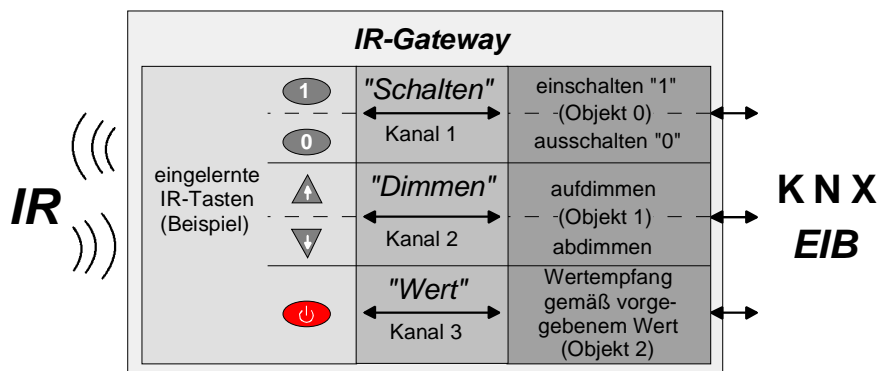 IR-Gateway
IR
eingelernte
IR-Tasten
(Beispiel)
1
0
"Schalten"
Kanal 1
einschalten "1"
(Objekt 0)
ausschalten "0"
"Dimmen"
Kanal 2
aufdimmen
(Objekt 1)
abdimmen
"Wert"
Kanal 3
Wertempfang
gemäß vorge-
gebenem Wert
(Objekt 2)
KNX
EIB